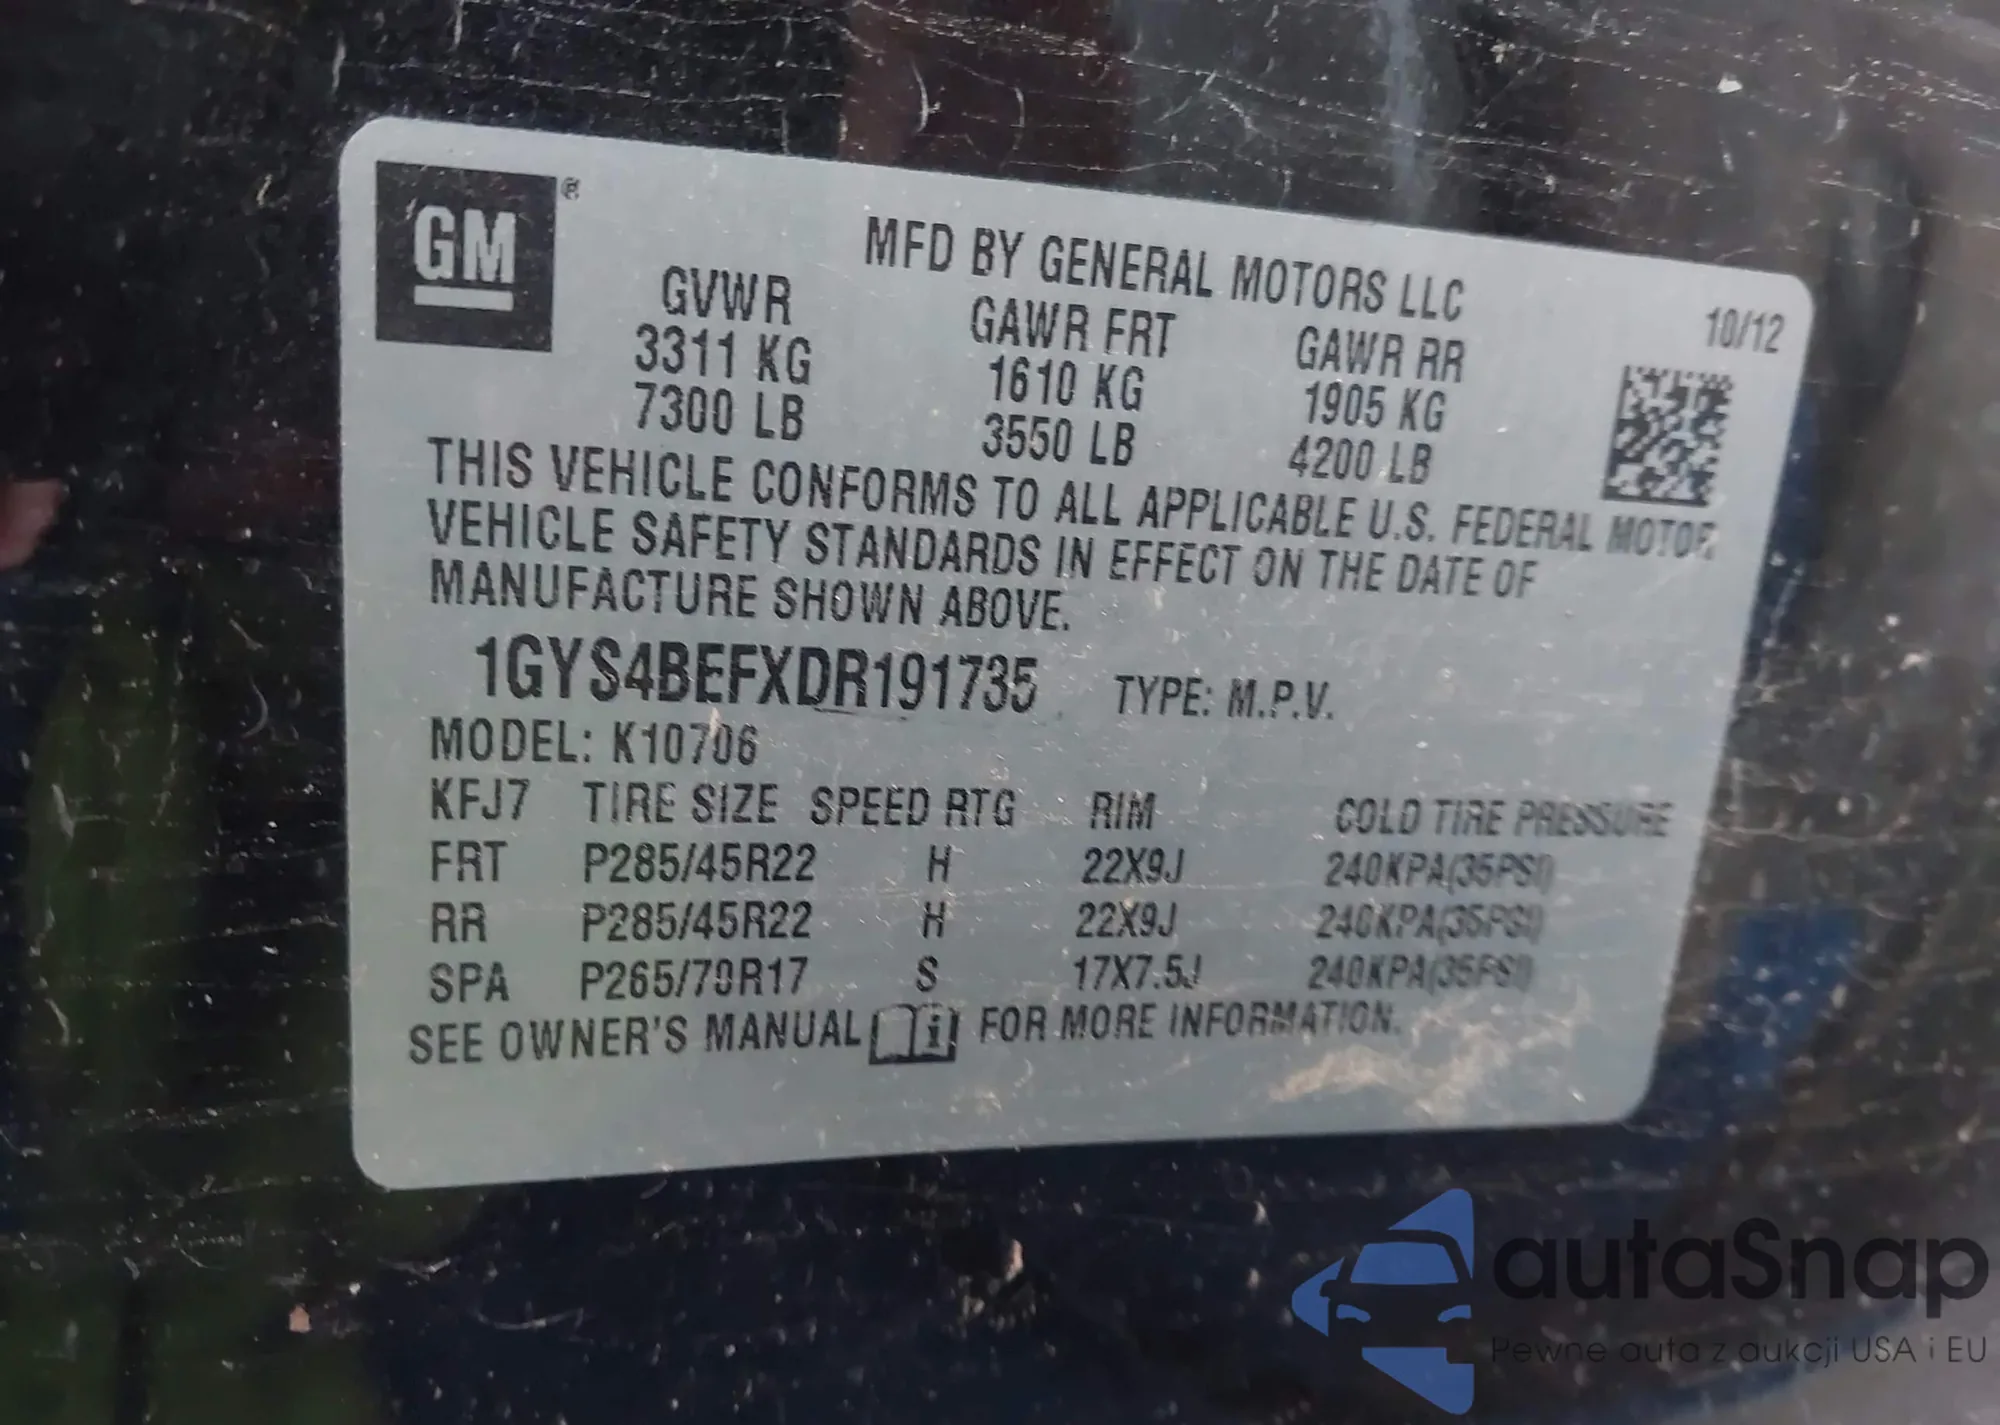 GM ®
MFD BY GENERAL MOTORS LLC
10/12
GVWR GAWR FRT GAWR RR
3311 KG 1610 KG 1905 KG
7300 LB 3550 LB 4200 LB
THIS VEHICLE CONFORMS TO ALL APPLICABLE U.S. FEDERAL MOTOR
VEHICLE SAFETY STANDARDS IN EFFECT ON THE DATE OF
MANUFACTURE SHOWN ABOVE.
1GYS4BEFXDR191735 TYPE: M.P.V.
MODEL: K10706
KFJ7 TIRE SIZE SPEED RTG RIM COLD TIRE PRESSURE
FRT P285/45R22 H 22X9J 240KPA(35PSI)
RR P285/45R22 H 22X9J 240KPA(35PSI)
SPA P265/70R17 S 17X7.5J 240KPA(35PSI)
SEE OWNER'S MANUAL i FOR MORE INFORMATION.
autaSnap
Pewne auta z aukcji USA i EU